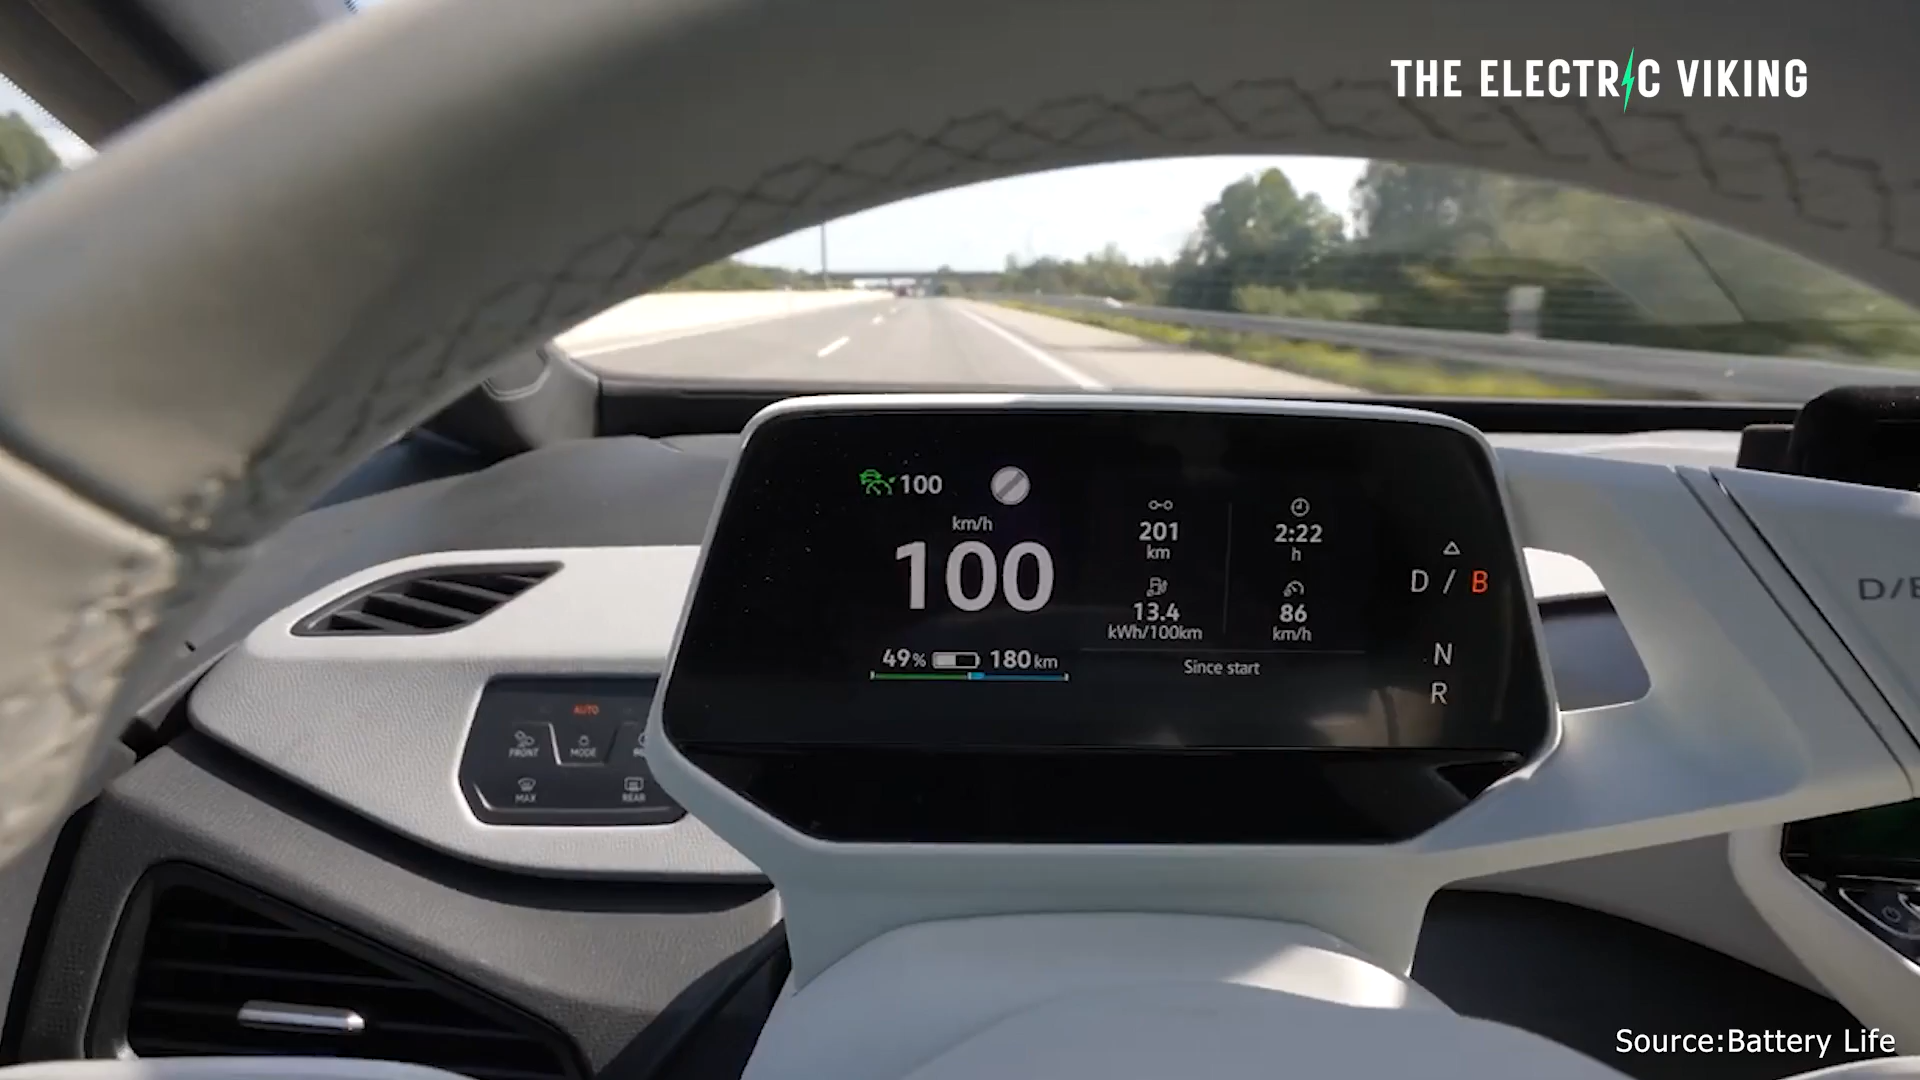 THE ELECTRIC VIKING
100
km/h
100
49% 180 km
201
km
13.4
kWh/100km
2:22
h
86
km/h
Since start
D / B
N
R
D/B
AUTO
FRONT
MODE
MAX
REAR
Source:Battery Life